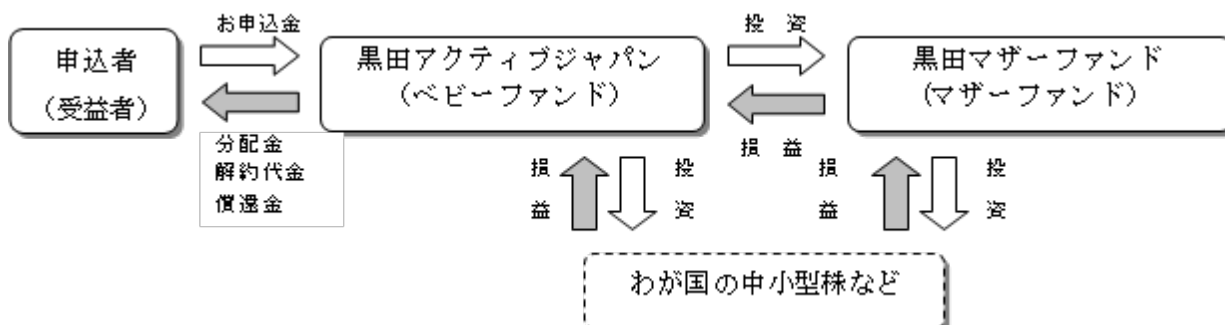 お申込金
投資
申込者
(受益者)
黒田アクティブジャパン
(ベビーファンド)
黒田マザーファンド
(マザーファンド)
分配金
解約代金
償還金
損益
損益
投資
損益
投資
わが国の中小型株など